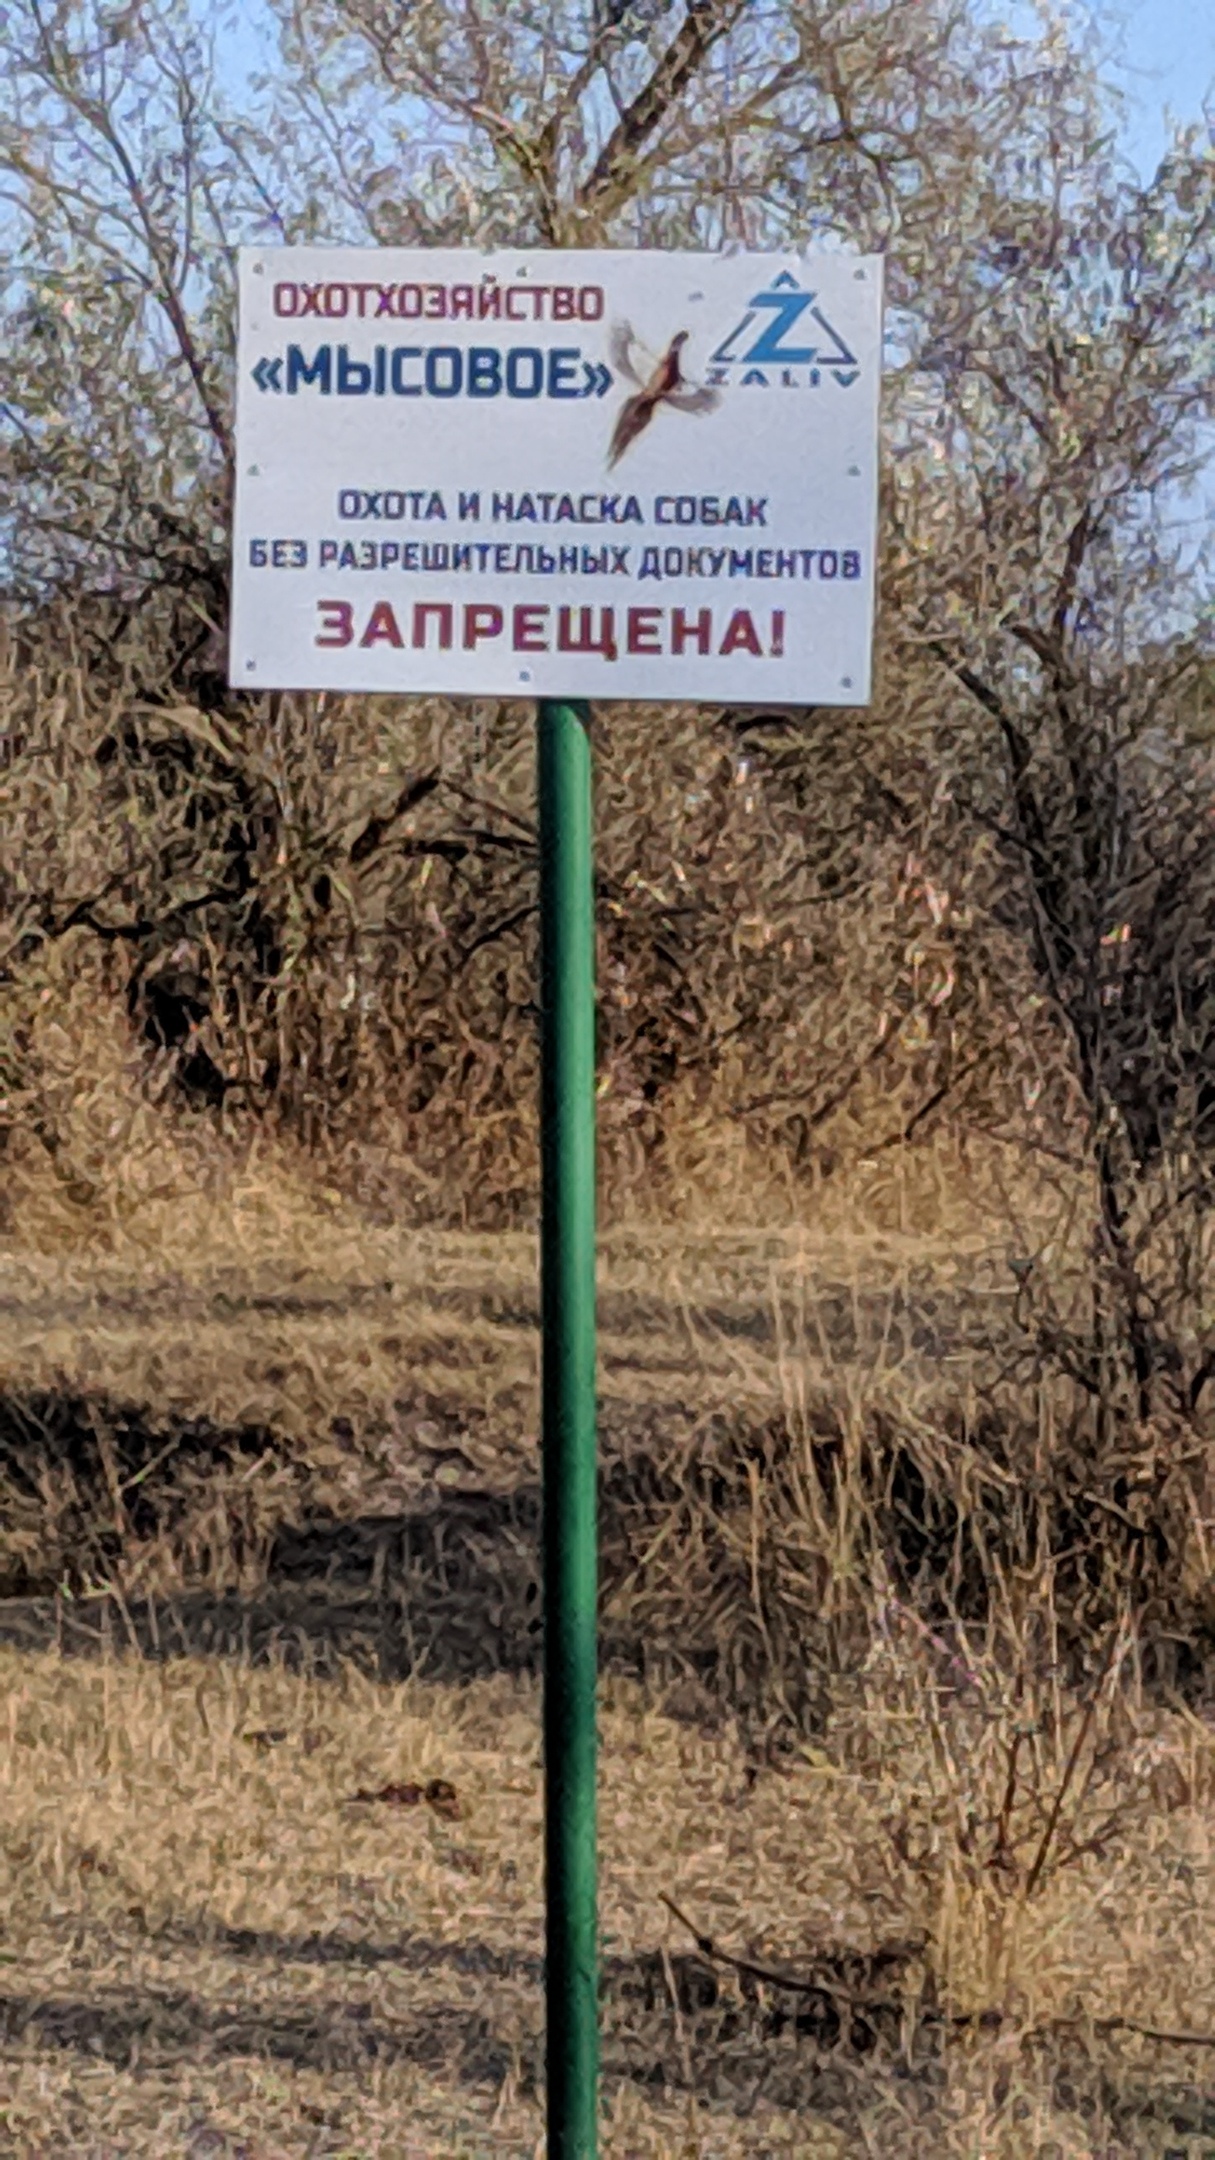 ОХОТХОЗЯЙСТВО
«МЫСОВОЕ»
ZALIV
ОХОТА И НАТАСКА СОБАК
БЕЗ РАЗРЕШИТЕЛЬНЫХ ДОКУМЕНТОВ
ЗАПРЕЩЕНА!